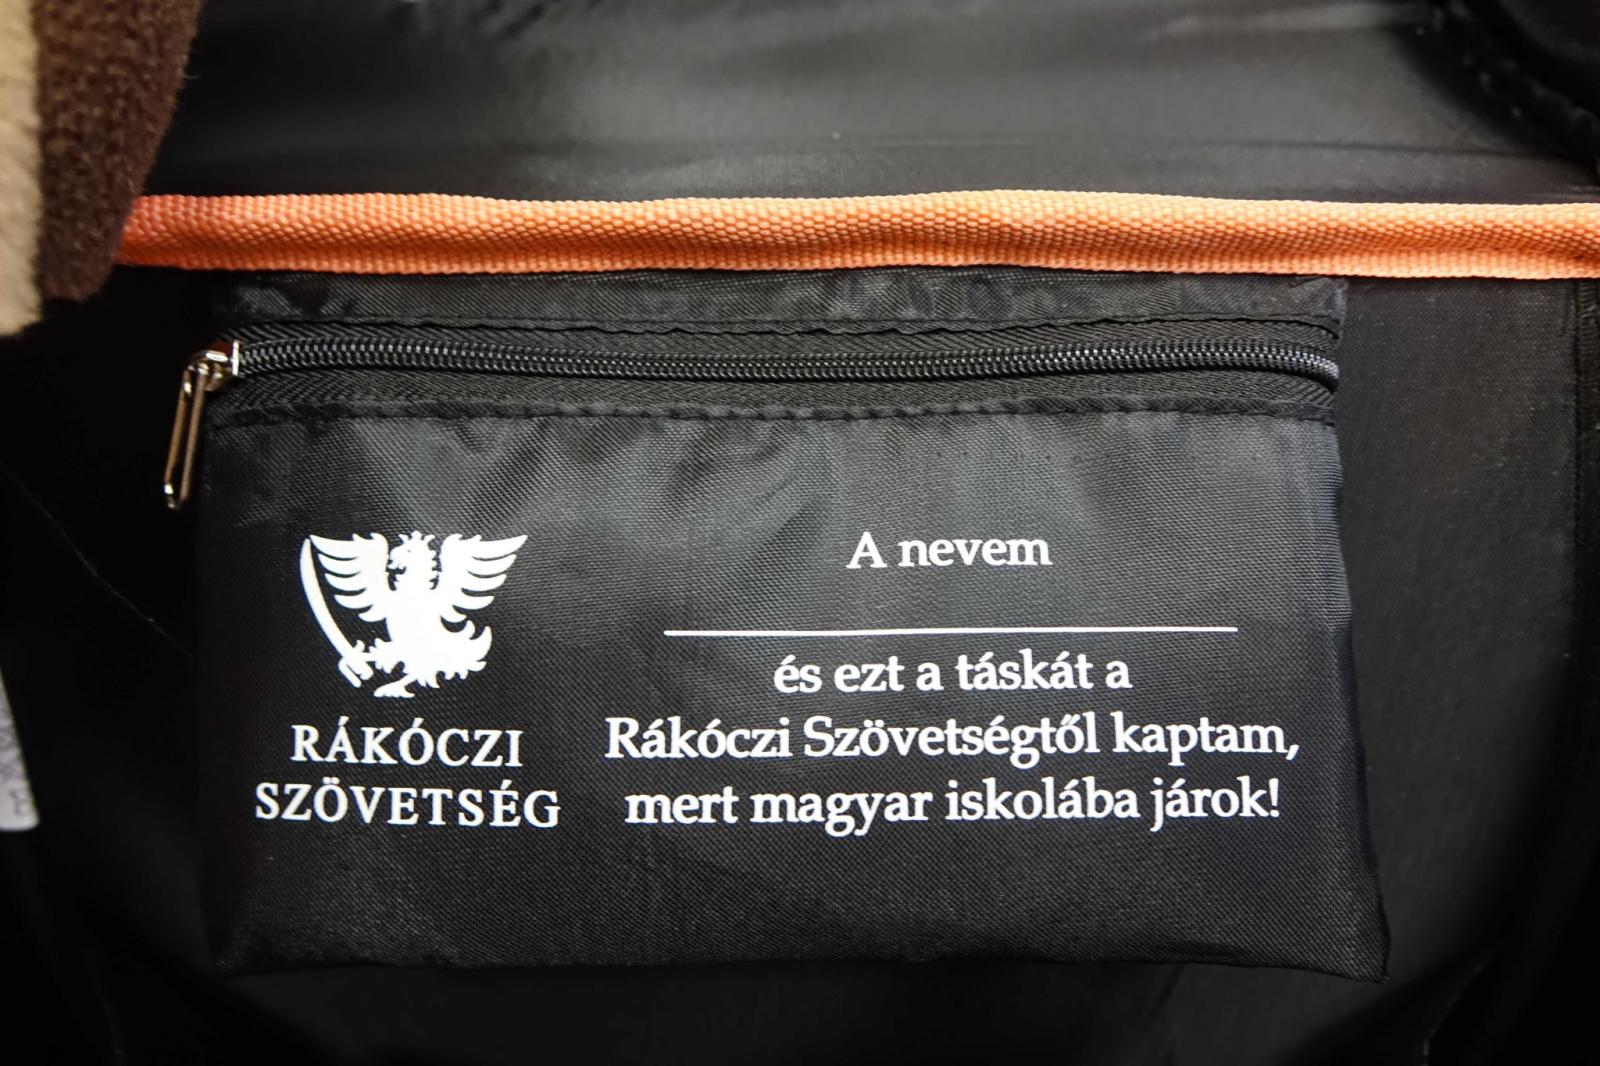 RÁKÓCZI
SZÖVETSÉG
A nevem
és ezt a táskát a
Rákóczi Szövetségtől kaptam,
mert magyar iskolába járok!